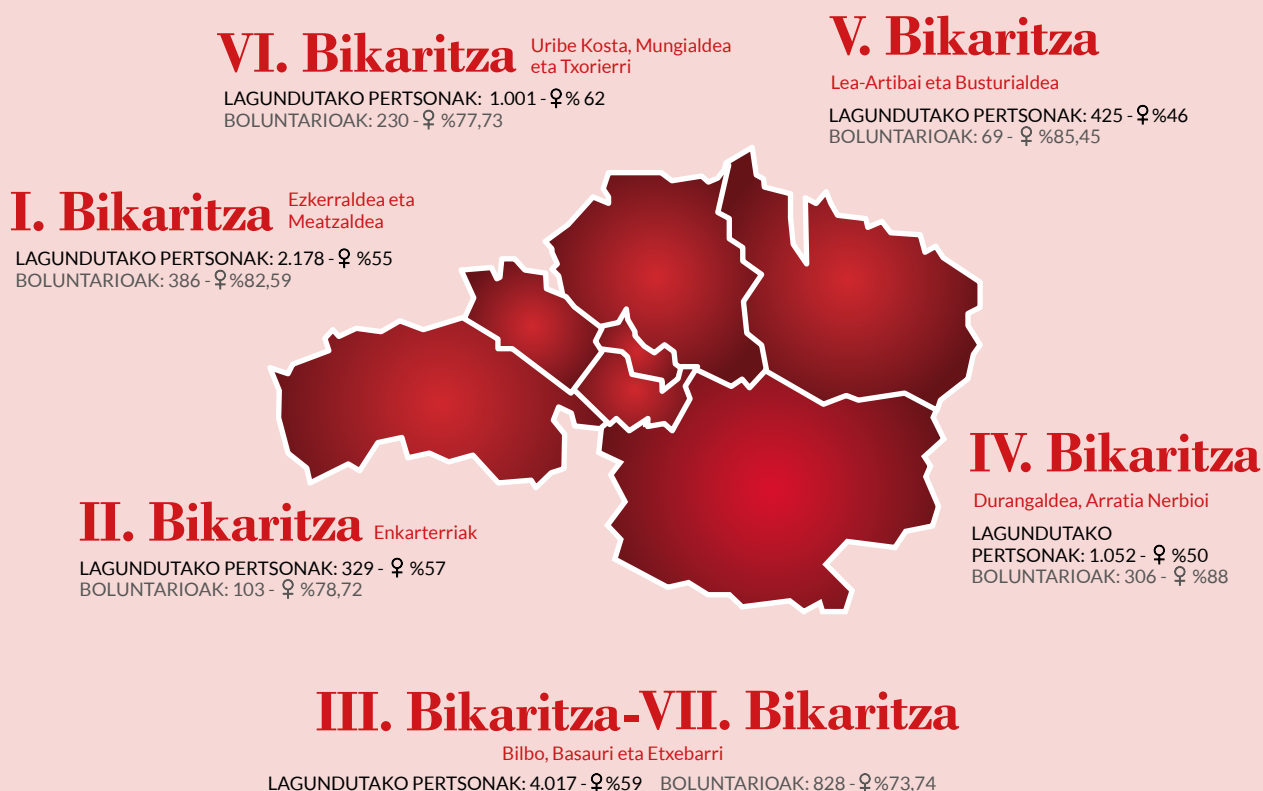 VI. Bikaritza
Uribe Kosta, Mungialdea
eta Txorierri
LAGUNDUTAKO PERTSONAK: 1.001 - ♀% 62
BOLUNTARIOAK: 230 - ♀ %77,73
V. Bikaritza
Lea-Artibai eta Busturialdea
LAGUNDUTAKO PERTSONAK: 425 - ♀%46
BOLUNTARIOAK: 69 - ♀ %85,45
I. Bikaritza
Ezkerraldea eta
Meatzaldea
LAGUNDUTAKO PERTSONAK: 2.178 - ♀ %55
BOLUNTARIOAK: 386 - ♀%82,59
IV. Bikaritza
Durangaldea, Arratia Nerbioi
LAGUNDUTAKO
PERTSONAK: 1.052 - ♀ %50
BOLUNTARIOAK: 306 - ♀ %88
II. Bikaritza
Enkarterriak
LAGUNDUTAKO PERTSONAK: 329 - ♀ %57
BOLUNTARIOAK: 103 - ♀ %78,72
III. Bikaritza-VII. Bikaritza
Bilbo, Basauri eta Etxebarri
LAGUNDUTAKO PERTSONAK: 4.017 - ♀%59 BOLUNTARIOAK: 828 - ♀%73,74